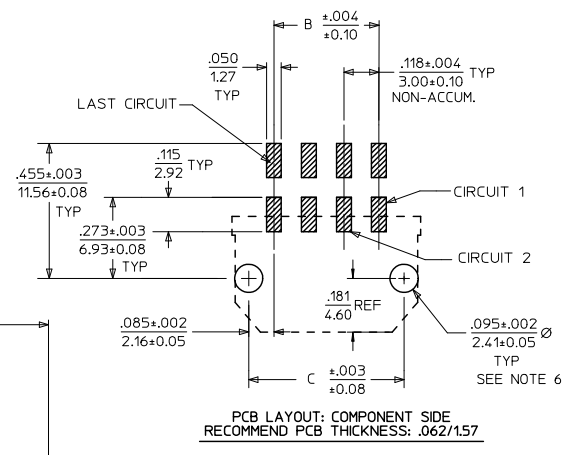 B ±.004
±0.10
.050
1.27
TYP
.118±.004
3.00±0.10
TYP
NON-ACCUM.
LAST CIRCUIT
.115
2.92
TYP
.455±.003
11.56±0.08
TYP
CIRCUIT 1
.273±.003
6.93±0.08
TYP
CIRCUIT 2
.181
4.60
REF
.085±.002
2.16±0.05
.095±.002
2.41±0.05
Ø
TYP
SEE NOTE 6
C ±.003
±0.08
PCB LAYOUT: COMPONENT SIDE
RECOMMEND PCB THICKNESS: .062/1.57